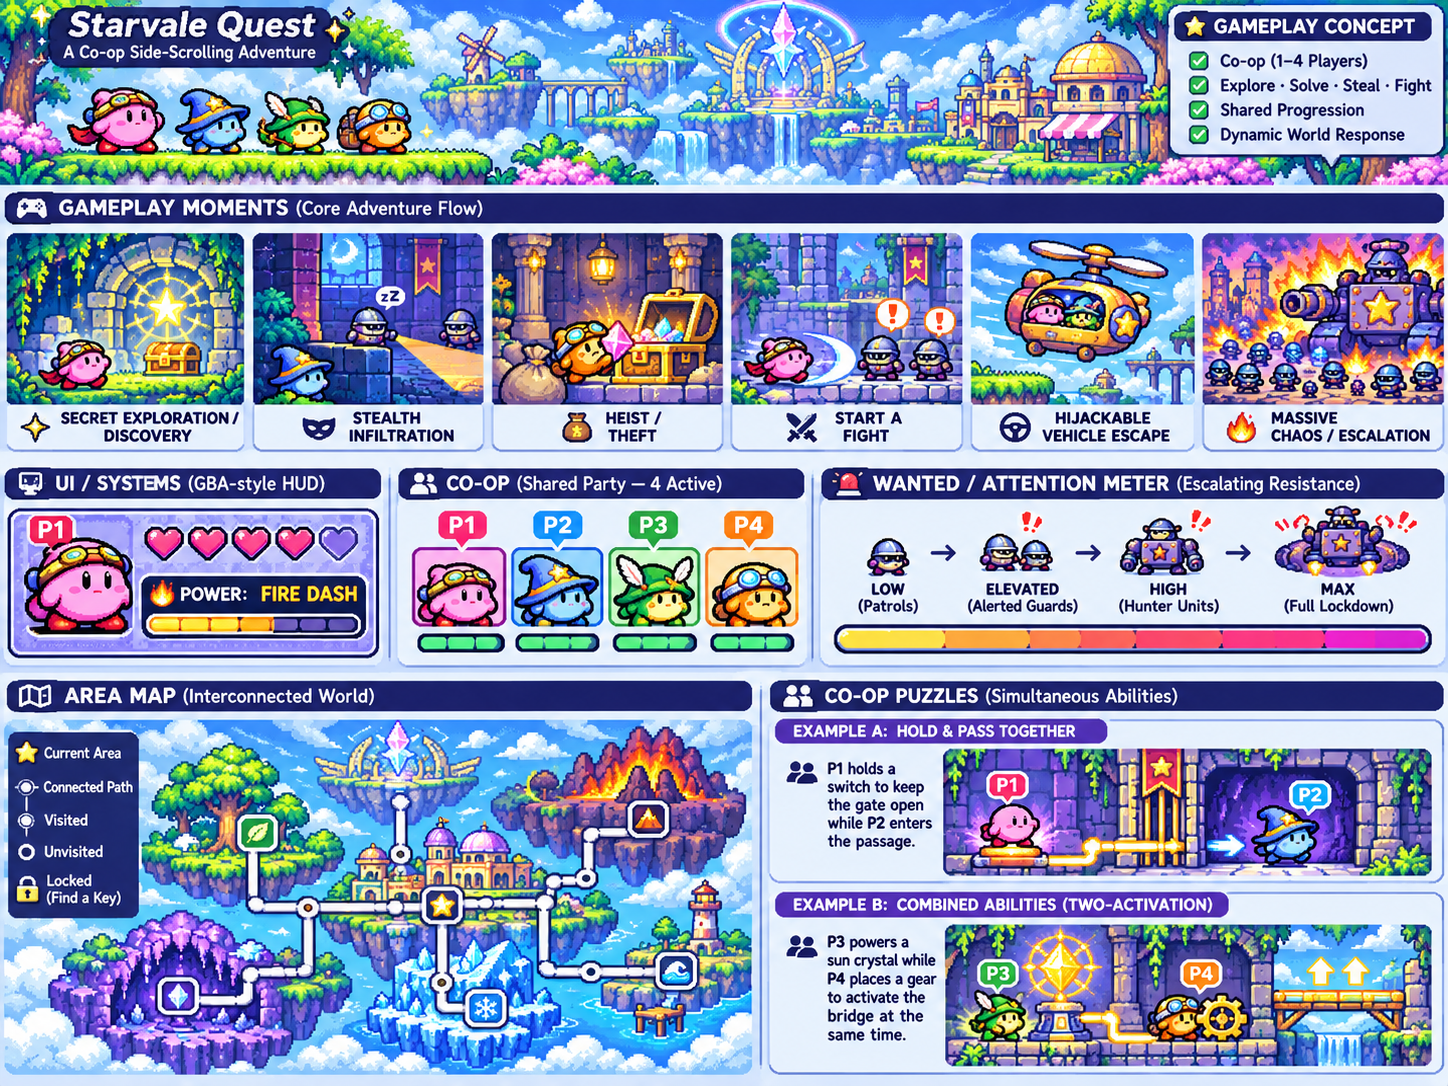 Starvale Quest
A Co-op Side-Scrolling Adventure
GAMEPLAY CONCEPT
Co-op (1–4 Players)
Explore · Solve · Steal · Fight
Shared Progression
Dynamic World Response
GAMEPLAY MOMENTS (Core Adventure Flow)
zZ
! !
SECRET EXPLORATION /
DISCOVERY
STEALTH
INFILTRATION
HEIST /
THEFT
START A
FIGHT
HIJACKABLE
VEHICLE ESCAPE
MASSIVE
CHAOS / ESCALATION
UI / SYSTEMS (GBA-style HUD)
P1
POWER: FIRE DASH
CO-OP (Shared Party — 4 Active)
P1 P2 P3 P4
WANTED / ATTENTION METER (Escalating Resistance)
!! !! !!
LOW
(Patrols)
ELEVATED
(Alerted Guards)
HIGH
(Hunter Units)
MAX
(Full Lockdown)
AREA MAP (Interconnected World)
Current Area
Connected Path
Visited
Unvisited
Locked
(Find a Key)
CO-OP PUZZLES (Simultaneous Abilities)
EXAMPLE A: HOLD & PASS TOGETHER
P1 holds a
switch to keep
the gate open
while P2 enters
the passage.
P1
P2
EXAMPLE B: COMBINED ABILITIES (TWO-ACTIVATION)
P3 powers a
sun crystal while
P4 places a gear
to activate the
bridge at the
same time.
P3
P4